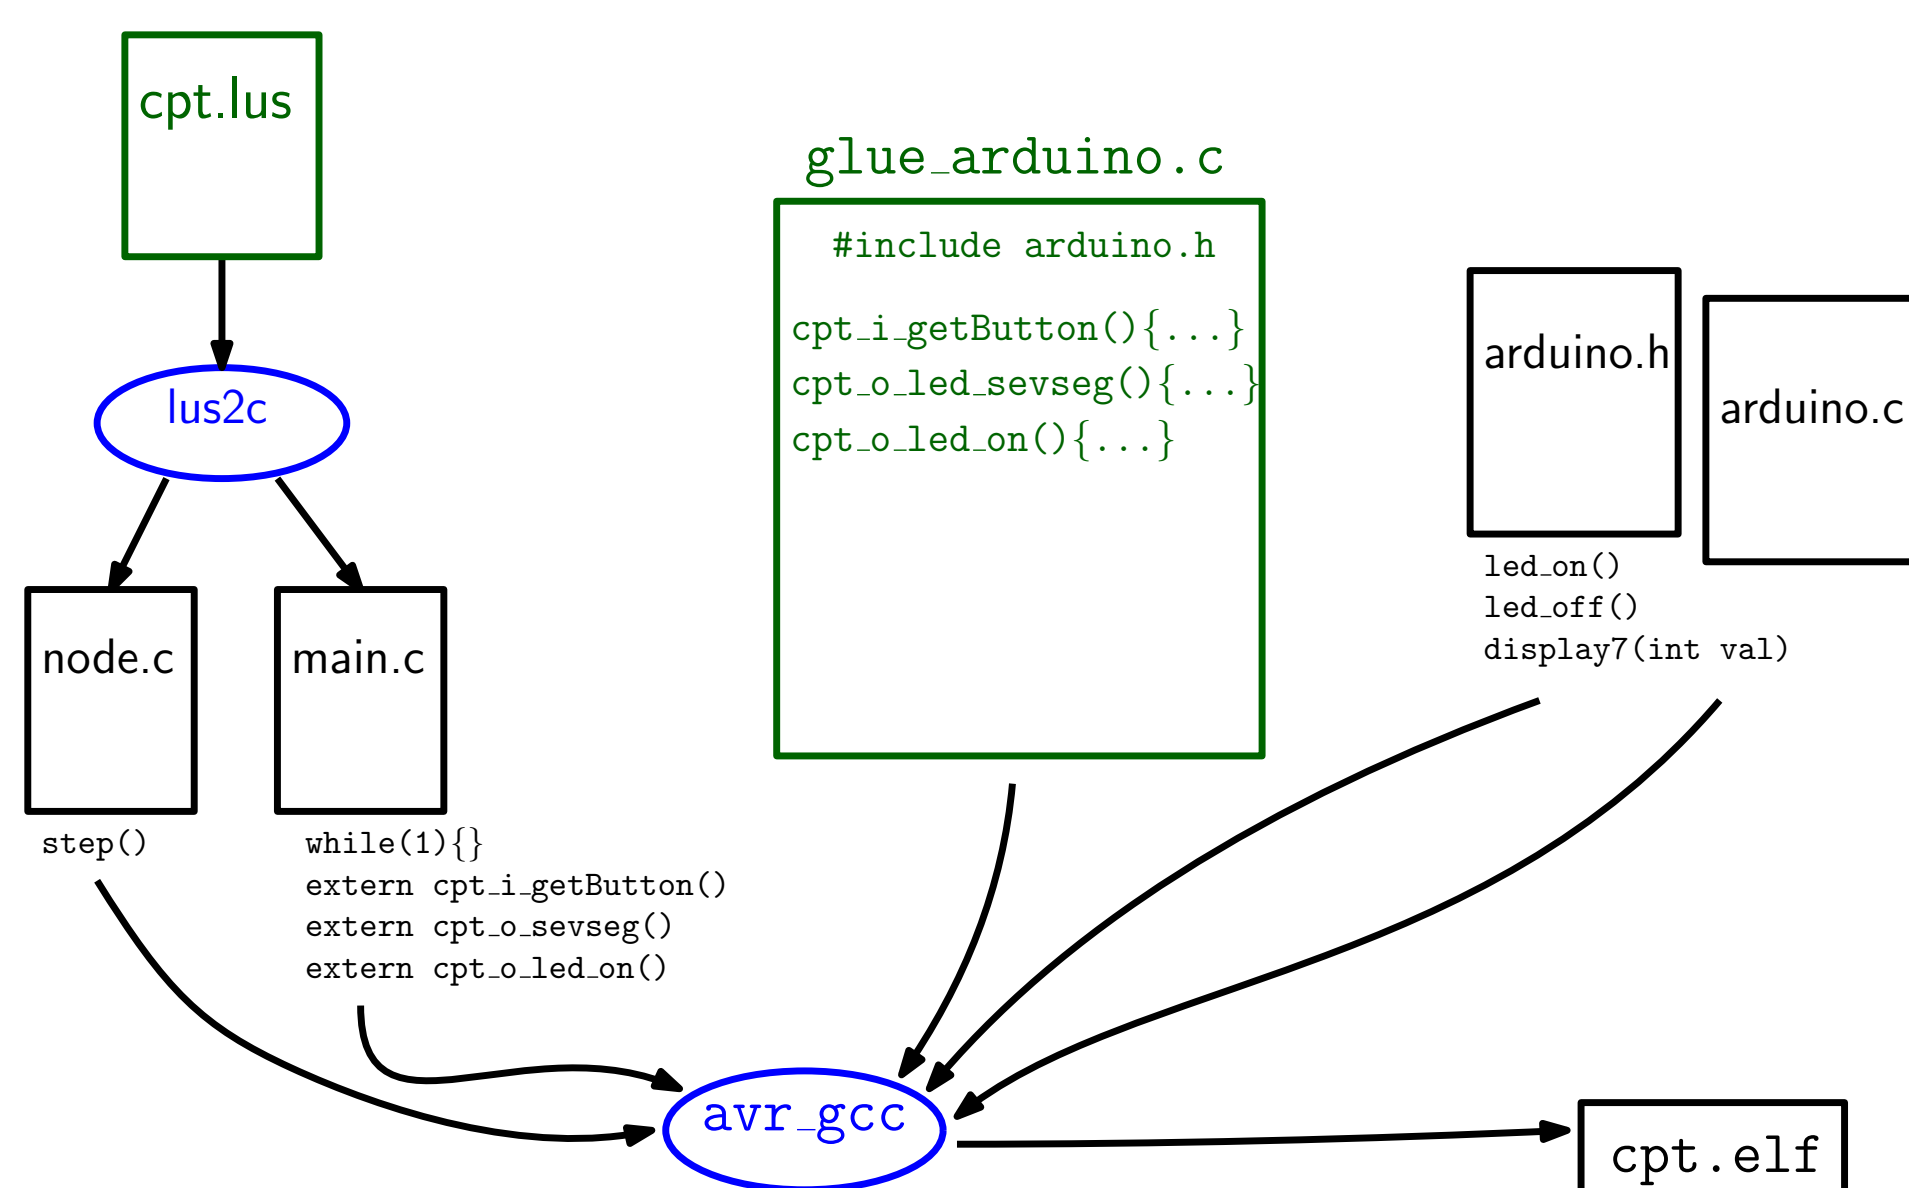 cpt.lus
lus2c
node.c
main.c
step()
while(1){}
extern cpt_i_getButton()
extern cpt_o_sevseg()
extern cpt_o_led_on()
glue_arduino.c
#include arduino.h
cpt_i_getButton(){...}
cpt_o_led_sevseg(){...}
cpt_o_led_on(){...}
arduino.h
arduino.c
led_on()
led_off()
display7(int val)
avr_gcc
cpt.elf